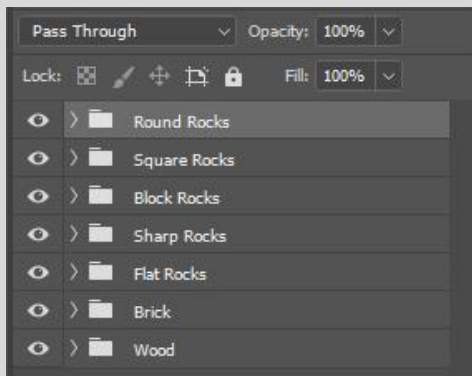 Pass Through Opacity: 100%
Lock: Fill: 100%
Round Rocks
Square Rocks
Block Rocks
Sharp Rocks
Flat Rocks
Brick
Wood